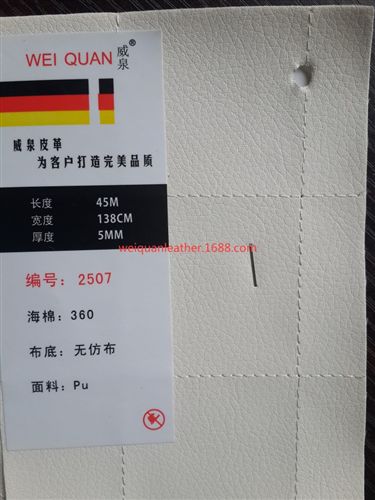 WEI QUAN 威泉®
威泉皮革
为客户打造完美品质
长度 45M
宽度 138CM
厚度 5MM
weiquanleather.1688.com
编号: 2507
海棉: 360
布底: 无仿布
面料: Pu